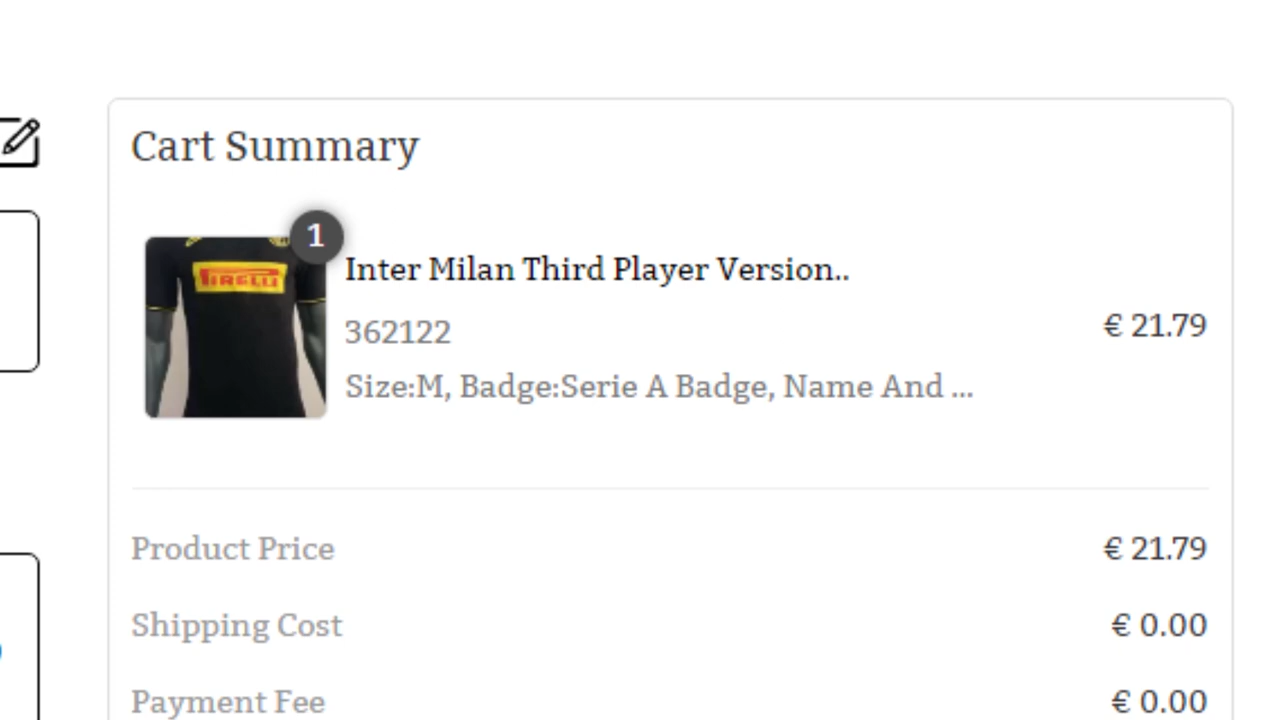 Cart Summary
1
PIRELLI
Inter Milan Third Player Version..
362122
€ 21.79
Size:M, Badge:Serie A Badge, Name And ...
Product Price € 21.79
Shipping Cost € 0.00
Payment Fee € 0.00